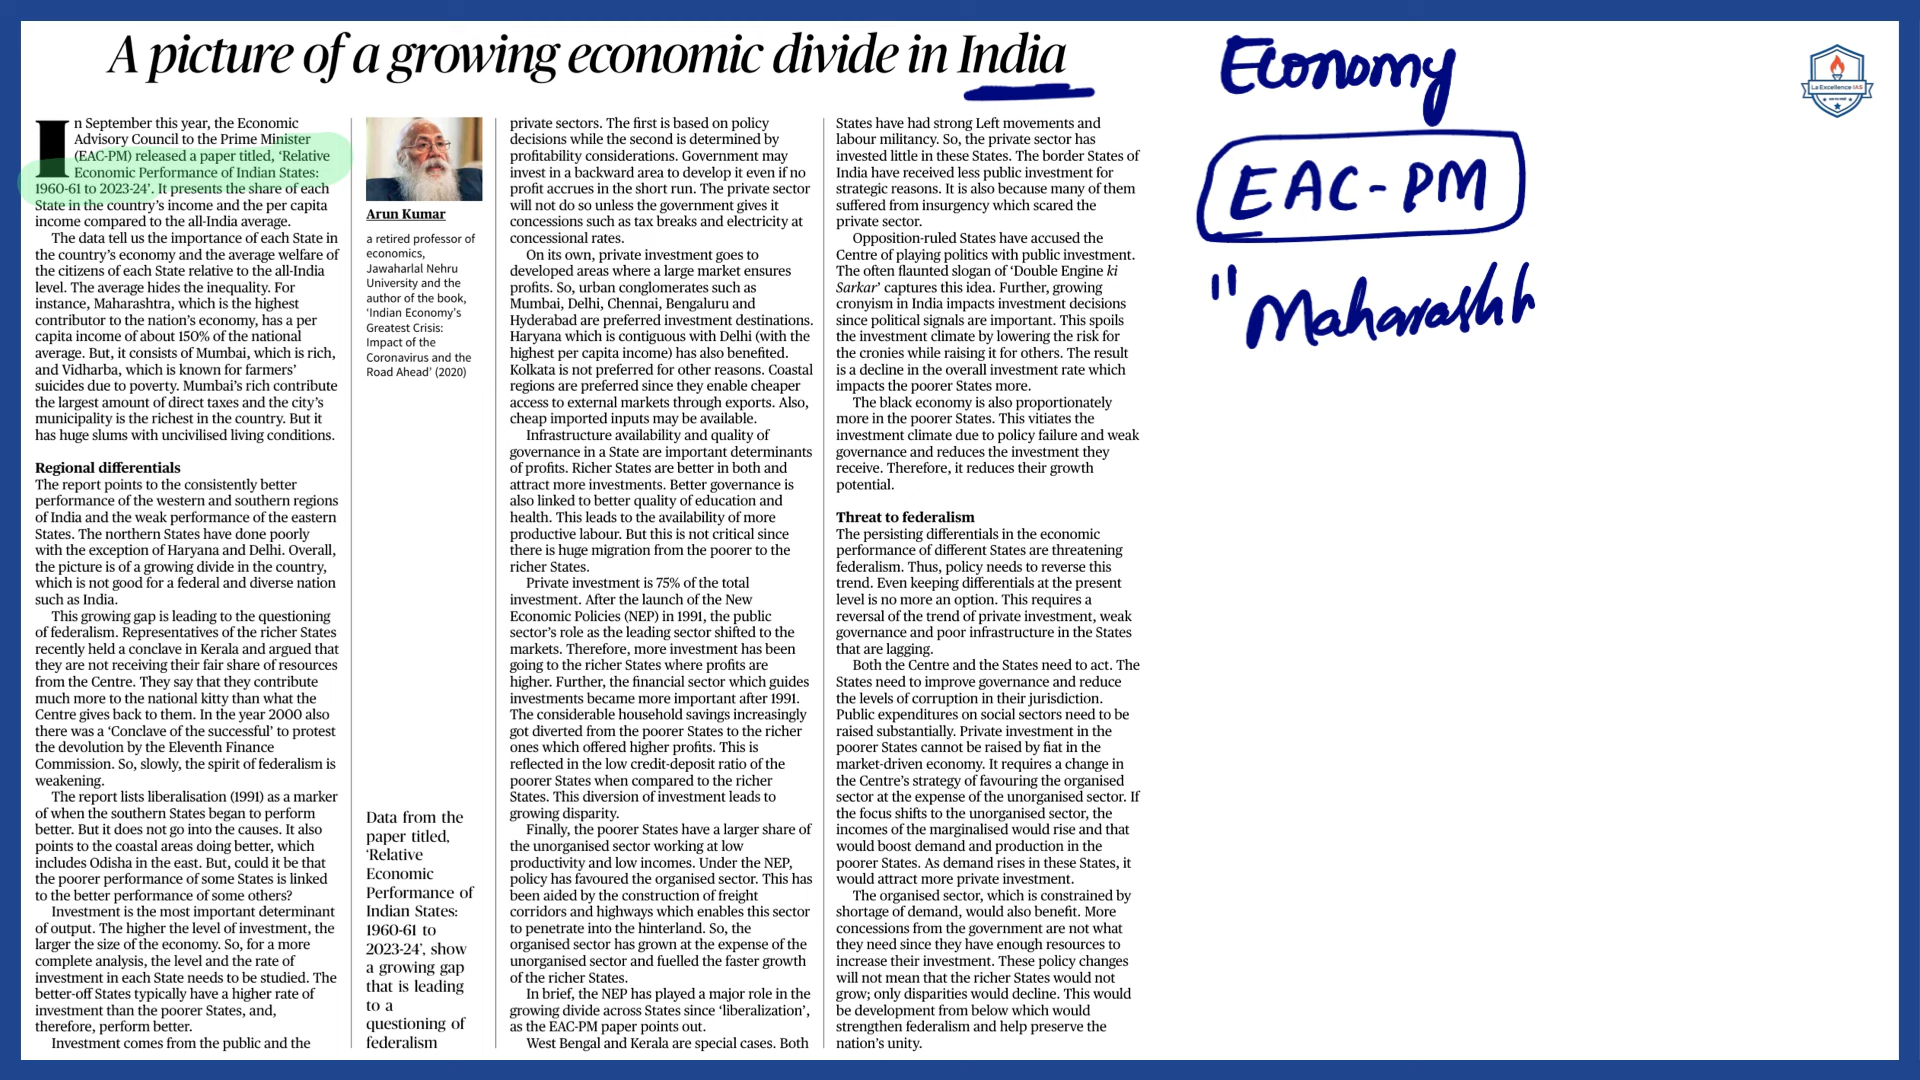 A picture of a growing economic divide in India
In September this year, the Economic
Advisory Council to the Prime Minister
(EAC-PM) released a paper titled, ‘Relative
Economic Performance of Indian States:
1960-61 to 2023-24’. It presents the share of each
State in the country’s income and the per capita
income compared to the all-India average.
The data tell us the importance of each State in
the country’s economy and the average welfare of
the citizens of each State relative to the all-India
level. The average hides the inequality. For
instance, Maharashtra, which is the highest
contributor to the nation’s economy, has a per
capita income of about 150% of the national
average. But, it consists of Mumbai, which is rich,
and Vidharba, which is known for farmers’
suicides due to poverty. Mumbai’s rich contribute
the largest amount of direct taxes and the city’s
municipality is the richest in the country. But it
has huge slums with uncivilised living conditions.
Regional differentials
The report points to the consistently better
performance of the western and southern regions
of India and the weak performance of the eastern
States. The northern States have done poorly
with the exception of Haryana and Delhi. Overall,
the picture is of a growing divide in the country,
which is not good for a federal and diverse nation
such as India.
This growing gap is leading to the questioning
of federalism. Representatives of the richer States
recently held a conclave in Kerala and argued that
they are not receiving their fair share of resources
from the Centre. They say that they contribute
much more to the national kitty than what the
Centre gives back to them. In the year 2000 also
there was a ‘Conclave of the successful’ to protest
the devolution by the Eleventh Finance
Commission. So, slowly, the spirit of federalism is
weakening.
The report lists liberalisation (1991) as a marker
of when the southern States began to perform
better. But it does not go into the causes. It also
points to the coastal areas doing better, which
includes Odisha in the east. But, could it be that
the poorer performance of some States is linked
to the better performance of some others?
Investment is the most important determinant
of output. The higher the level of investment, the
larger the size of the economy. So, for a more
complete analysis, the level and the rate of
investment in each State needs to be studied. The
better-off States typically have a higher rate of
investment than the poorer States, and,
therefore, perform better.
Investment comes from the public and the
Arun Kumar
a retired professor of
economics,
Jawaharlal Nehru
University and the
author of the book,
‘Indian Economy’s
Greatest Crisis:
Impact of the
Coronavirus and the
Road Ahead’ (2020)
Data from the
paper titled,
‘Relative
Economic
Performance of
Indian States:
1960-61 to
2023-24’, show
a growing gap
that is leading
to a
questioning of
federalism
private sectors. The first is based on policy
decisions while the second is determined by
profitability considerations. Government may
invest in a backward area to develop it even if no
profit accrues in the short run. The private sector
will not do so unless the government gives it
concessions such as tax breaks and electricity at
concessional rates.
On its own, private investment goes to
developed areas where a large market ensures
profits. So, urban conglomerates such as
Mumbai, Delhi, Chennai, Bengaluru and
Hyderabad are preferred investment destinations.
Haryana which is contiguous with Delhi (with the
highest per capita income) has also benefited.
Kolkata is not preferred for other reasons. Coastal
regions are preferred since they enable cheaper
access to external markets through exports. Also,
cheap imported inputs may be available.
Infrastructure availability and quality of
governance in a State are important determinants
of profits. Richer States are better in both and
attract more investments. Better governance is
also linked to better quality of education and
health. This leads to the availability of more
productive labour. But this is not critical since
there is huge migration from the poorer to the
richer States.
Private investment is 75% of the total
investment. After the launch of the New
Economic Policies (NEP) in 1991, the public
sector’s role as the leading sector shifted to the
markets. Therefore, more investment has been
going to the richer States where profits are
higher. Further, the financial sector which guides
investments became more important after 1991.
The considerable household savings increasingly
got diverted from the poorer States to the richer
ones which offered higher profits. This is
reflected in the low credit-deposit ratio of the
poorer States when compared to the richer
States. This diversion of investment leads to
growing disparity.
Finally, the poorer States have a larger share of
the unorganised sector working at low
productivity and low incomes. Under the NEP,
policy has favoured the organised sector. This has
been aided by the construction of freight
corridors and highways which enables this sector
to penetrate into the hinterland. So, the
organised sector has grown at the expense of the
unorganised sector and fuelled the faster growth
of the richer States.
In brief, the NEP has played a major role in the
growing divide across States since ‘liberalization’,
as the EAC-PM paper points out.
West Bengal and Kerala are special cases. Both
States have had strong Left movements and
labour militancy. So, the private sector has
invested little in these States. The border States of
India have received less public investment for
strategic reasons. It is also because many of them
suffered from insurgency which scared the
private sector.
Opposition-ruled States have accused the
Centre of playing politics with public investment.
The often flaunted slogan of ‘Double Engine ki
Sarkar’ captures this idea. Further, growing
cronyism in India impacts investment decisions
since political signals are important. This spoils
the investment climate by lowering the risk for
the cronies while raising it for others. The result
is a decline in the overall investment rate which
impacts the poorer States more.
The black economy is also proportionately
more in the poorer States. This vitiates the
investment climate due to policy failure and weak
governance and reduces the investment they
receive. Therefore, it reduces their growth
potential.
Threat to federalism
The persisting differentials in the economic
performance of different States are threatening
federalism. Thus, policy needs to reverse this
trend. Even keeping differentials at the present
level is no more an option. This requires a
reversal of the trend of private investment, weak
governance and poor infrastructure in the States
that are lagging.
Both the Centre and the States need to act. The
States need to improve governance and reduce
the levels of corruption in their jurisdiction.
Public expenditures on social sectors need to be
raised substantially. Private investment in the
poorer States cannot be raised by fiat in the
market-driven economy. It requires a change in
the Centre’s strategy of favouring the organised
sector at the expense of the unorganised sector. If
the focus shifts to the unorganised sector, the
incomes of the marginalised would rise and that
would boost demand and production in the
poorer States. As demand rises in these States, it
would attract more private investment.
The organised sector, which is constrained by
shortage of demand, would also benefit. More
concessions from the government are not what
they need since they have enough resources to
increase their investment. These policy changes
will not mean that the richer States would not
grow; only disparities would decline. This would
be development from below which would
strengthen federalism and help preserve the
nation’s unity.
Economy
EAC-PM
"Maharashtr
La Excellence IAS